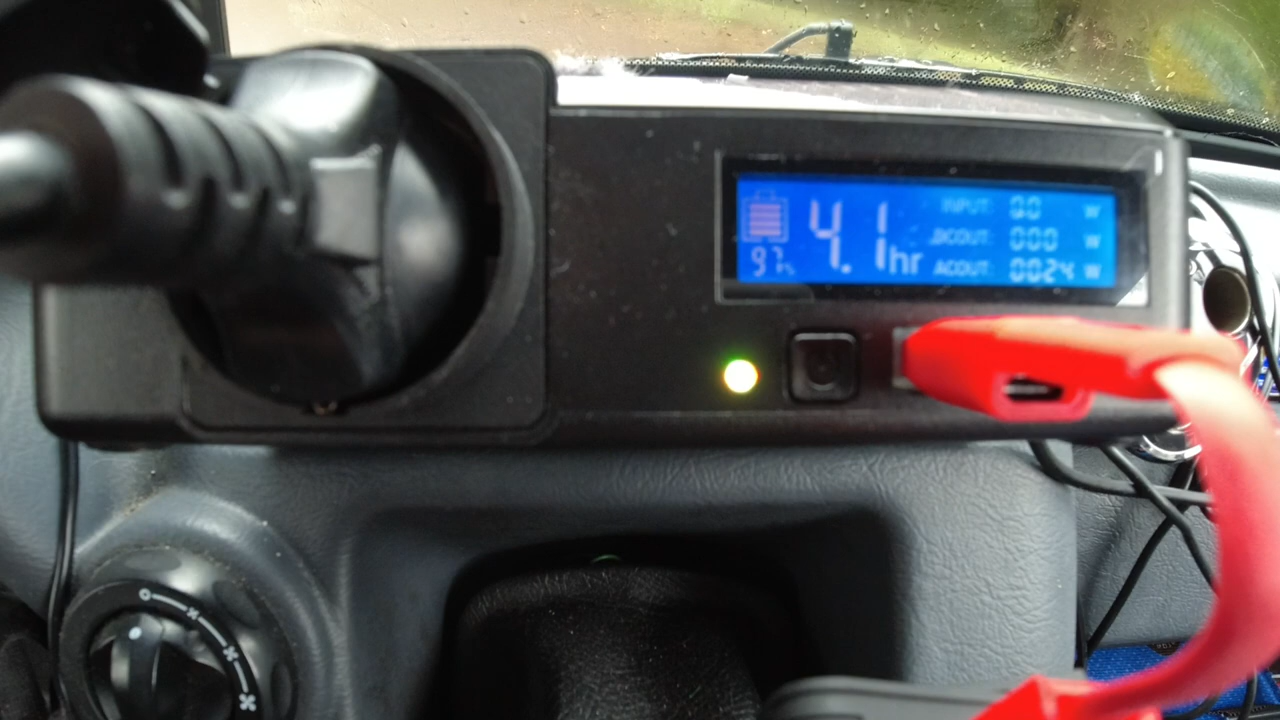 4.1hr
97%
INPUT: 0.0 W
DCOUT: 000 W
ACOUT: 0024 W